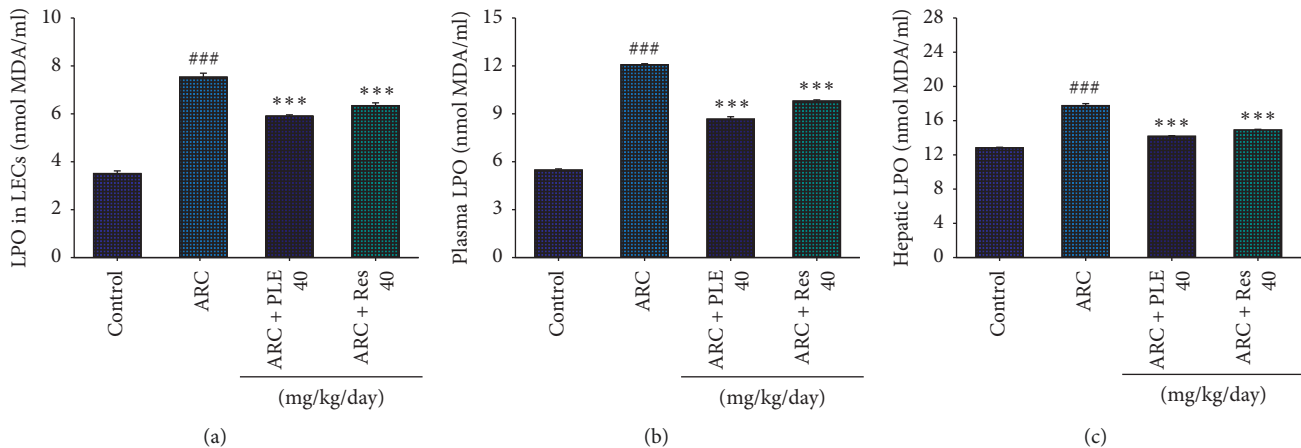 LPO in LECs (nmol MDA/ml)
10
8
6
4
2
0
###
***
***
Control
ARC
ARC + PLE
40
ARC + Res
40
(mg/kg/day)
(a)
Plasma LPO (nmol MDA/ml)
15
12
9
6
3
0
###
***
***
Control
ARC
ARC + PLE
40
ARC + Res
40
(mg/kg/day)
(b)
Hepatic LPO (nmol MDA/ml)
28
24
20
16
12
8
4
0
###
***
***
Control
ARC
ARC + PLE
40
ARC + Res
40
(mg/kg/day)
(c)